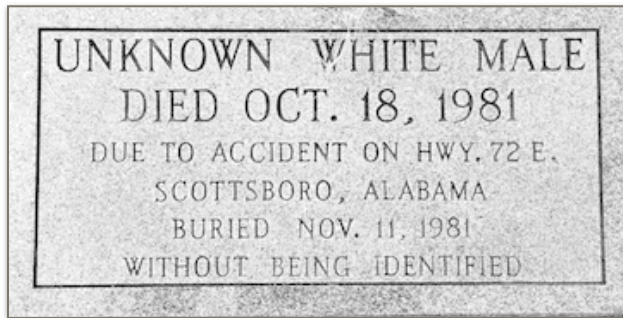 UNKNOWN WHITE MALE
DIED OCT. 18, 1981
DUE TO ACCIDENT ON HWY. 72 E.
SCOTTSBORO, ALABAMA
BURIED NOV. 11, 1981
WITHOUT BEING IDENTIFIED